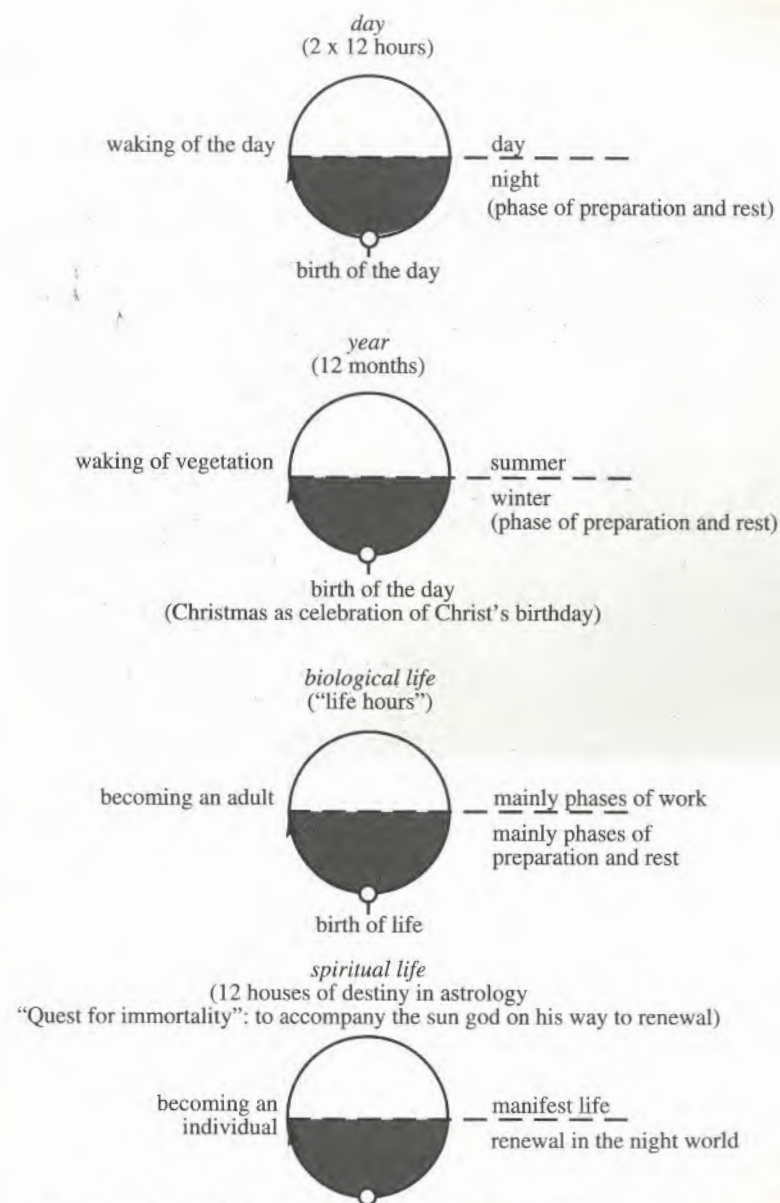 day
(2 x 12 hours)
waking of the day
day
night
(phase of preparation and rest)
birth of the day
year
(12 months)
waking of vegetation
summer
winter
(phase of preparation and rest)
birth of the day
(Christmas as celebration of Christ's birthday)
biological life
("life hours")
becoming an adult
mainly phases of work
mainly phases of
preparation and rest
birth of life
spiritual life
(12 houses of destiny in astrology
"Quest for immortality": to accompany the sun god on his way to renewal)
becoming an
individual
manifest life
renewal in the night world